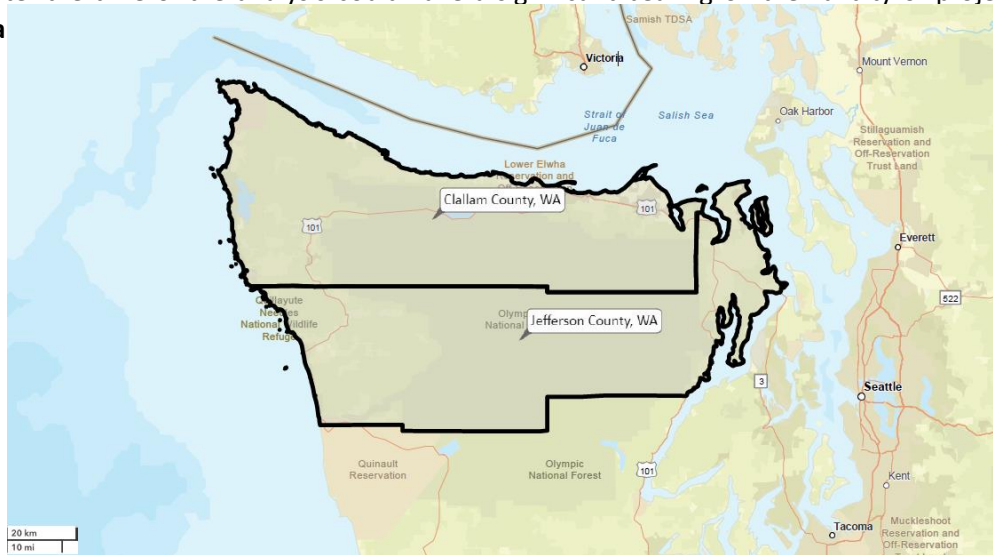 a
Samish TDSA
Victoria
Mount Vernon
Oak Harbor
Strait of
Juan de
Fuca
Salish Sea
Stillaguamish
Reservation and
Off-Reservation
Trust Land
Lower Elwha
Reservation and
Clallam County, WA
101
101
Everett
522
Needles
National Wildlife
Refuge
Jefferson County, WA
3
Seattle
Quinault
Reservation
Olympic
National Forest
101
Kent
Tacoma
Muckleshoot
Reservation and
Off-Reservation
20 km
10 mi